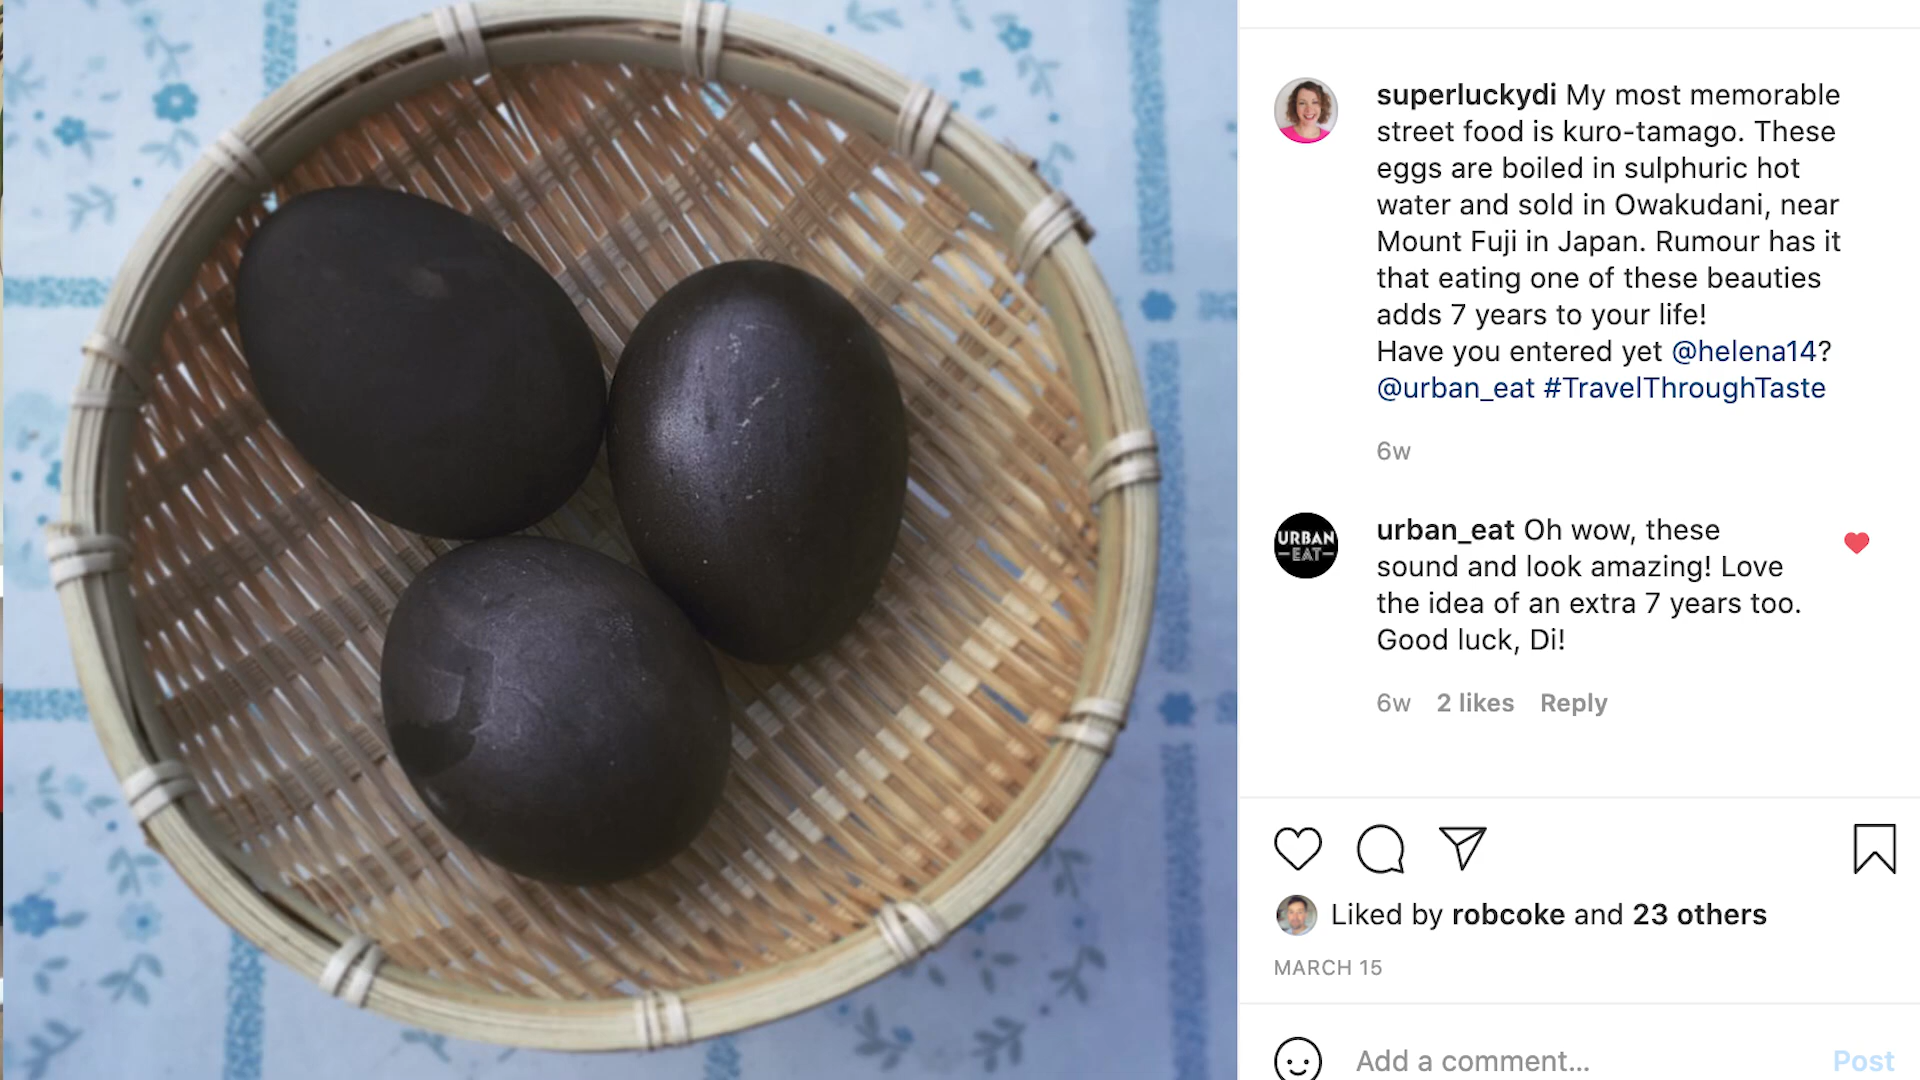 superluckydi My most memorable
street food is kuro-tamago. These
eggs are boiled in sulphuric hot
water and sold in Owakudani, near
Mount Fuji in Japan. Rumour has it
that eating one of these beauties
adds 7 years to your life!
Have you entered yet @helena14?
@urban_eat #TravelThroughTaste
6w
URBAN
-EAT-
urban_eat Oh wow, these
sound and look amazing! Love
the idea of an extra 7 years too.
Good luck, Di!
6w 2 likes Reply
Liked by robcoke and 23 others
MARCH 15
Add a comment... Post